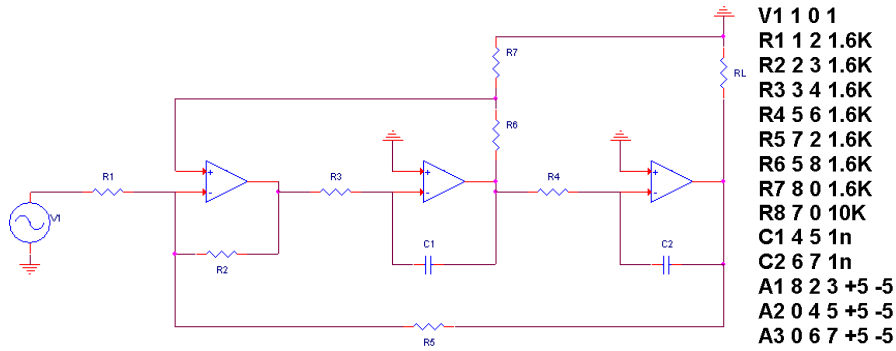 V1 1 0 1
R1 1 2 1.6K
R2 2 3 1.6K
R3 3 4 1.6K
R4 5 6 1.6K
R5 7 2 1.6K
R6 5 8 1.6K
R7 8 0 1.6K
R8 7 0 10K
C1 4 5 1n
C2 6 7 1n
A1 8 2 3 +5 -5
A2 0 4 5 +5 -5
A3 0 6 7 +5 -5
R7
RL
R6
R1
R3
R4
+
-
+
-
+
-
V1
R2
C1
C2
R5